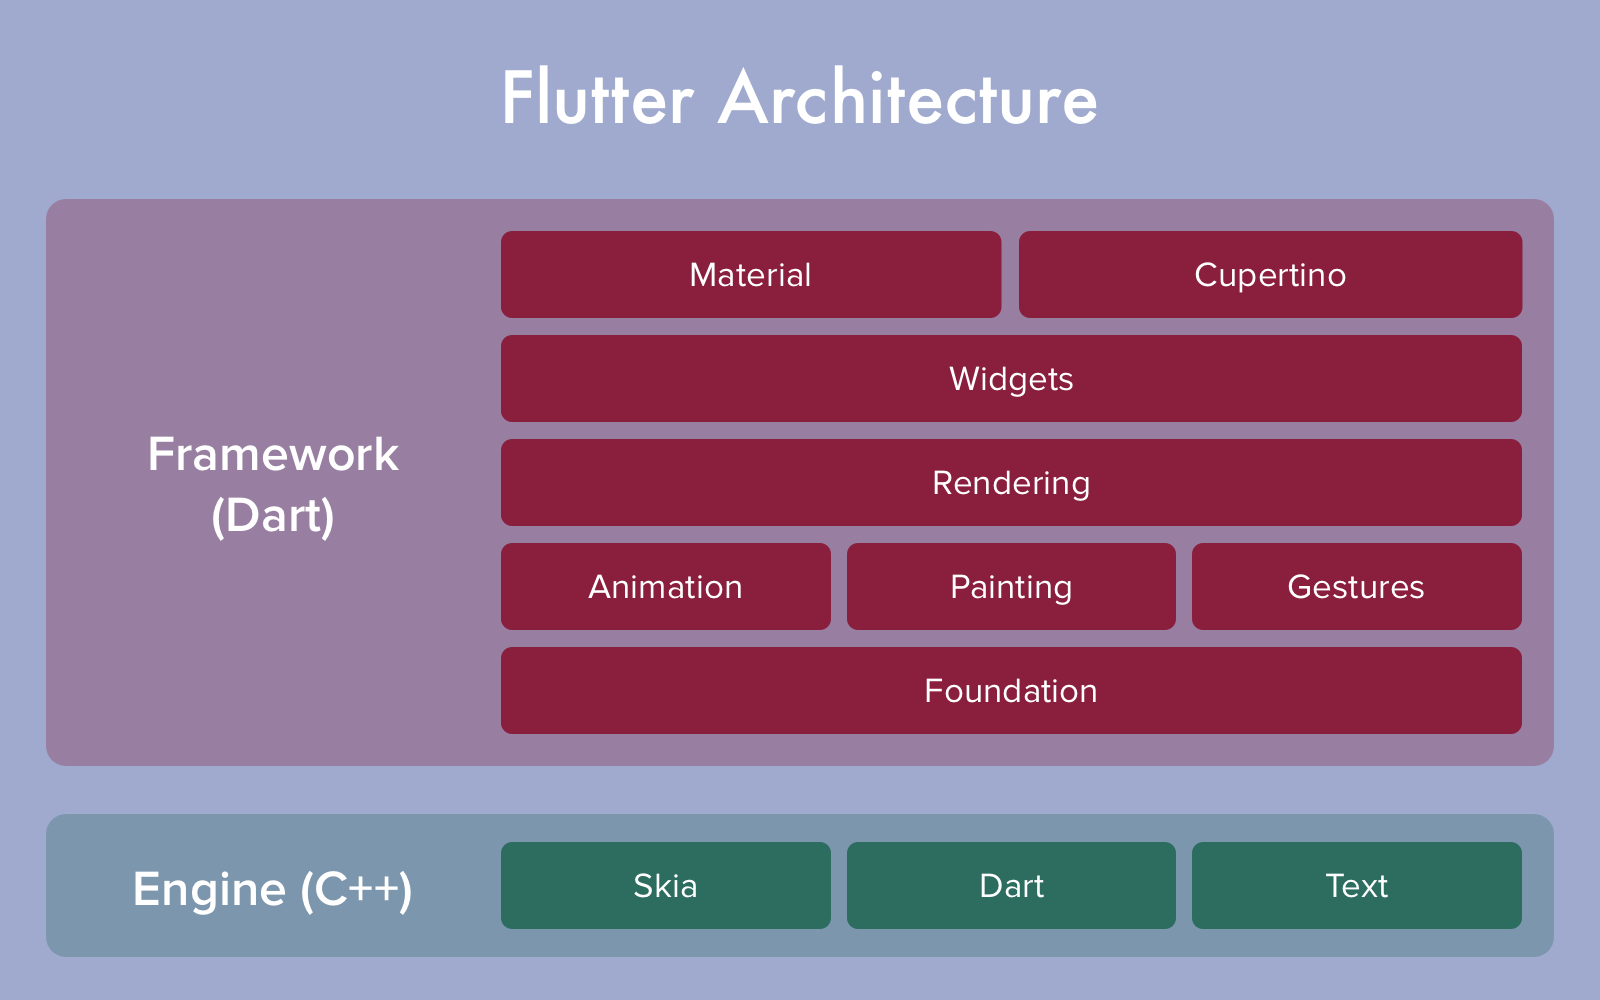 Flutter Architecture
Framework
(Dart)
Material
Cupertino
Widgets
Rendering
Animation
Painting
Gestures
Foundation
Engine (C++)
Skia
Dart
Text